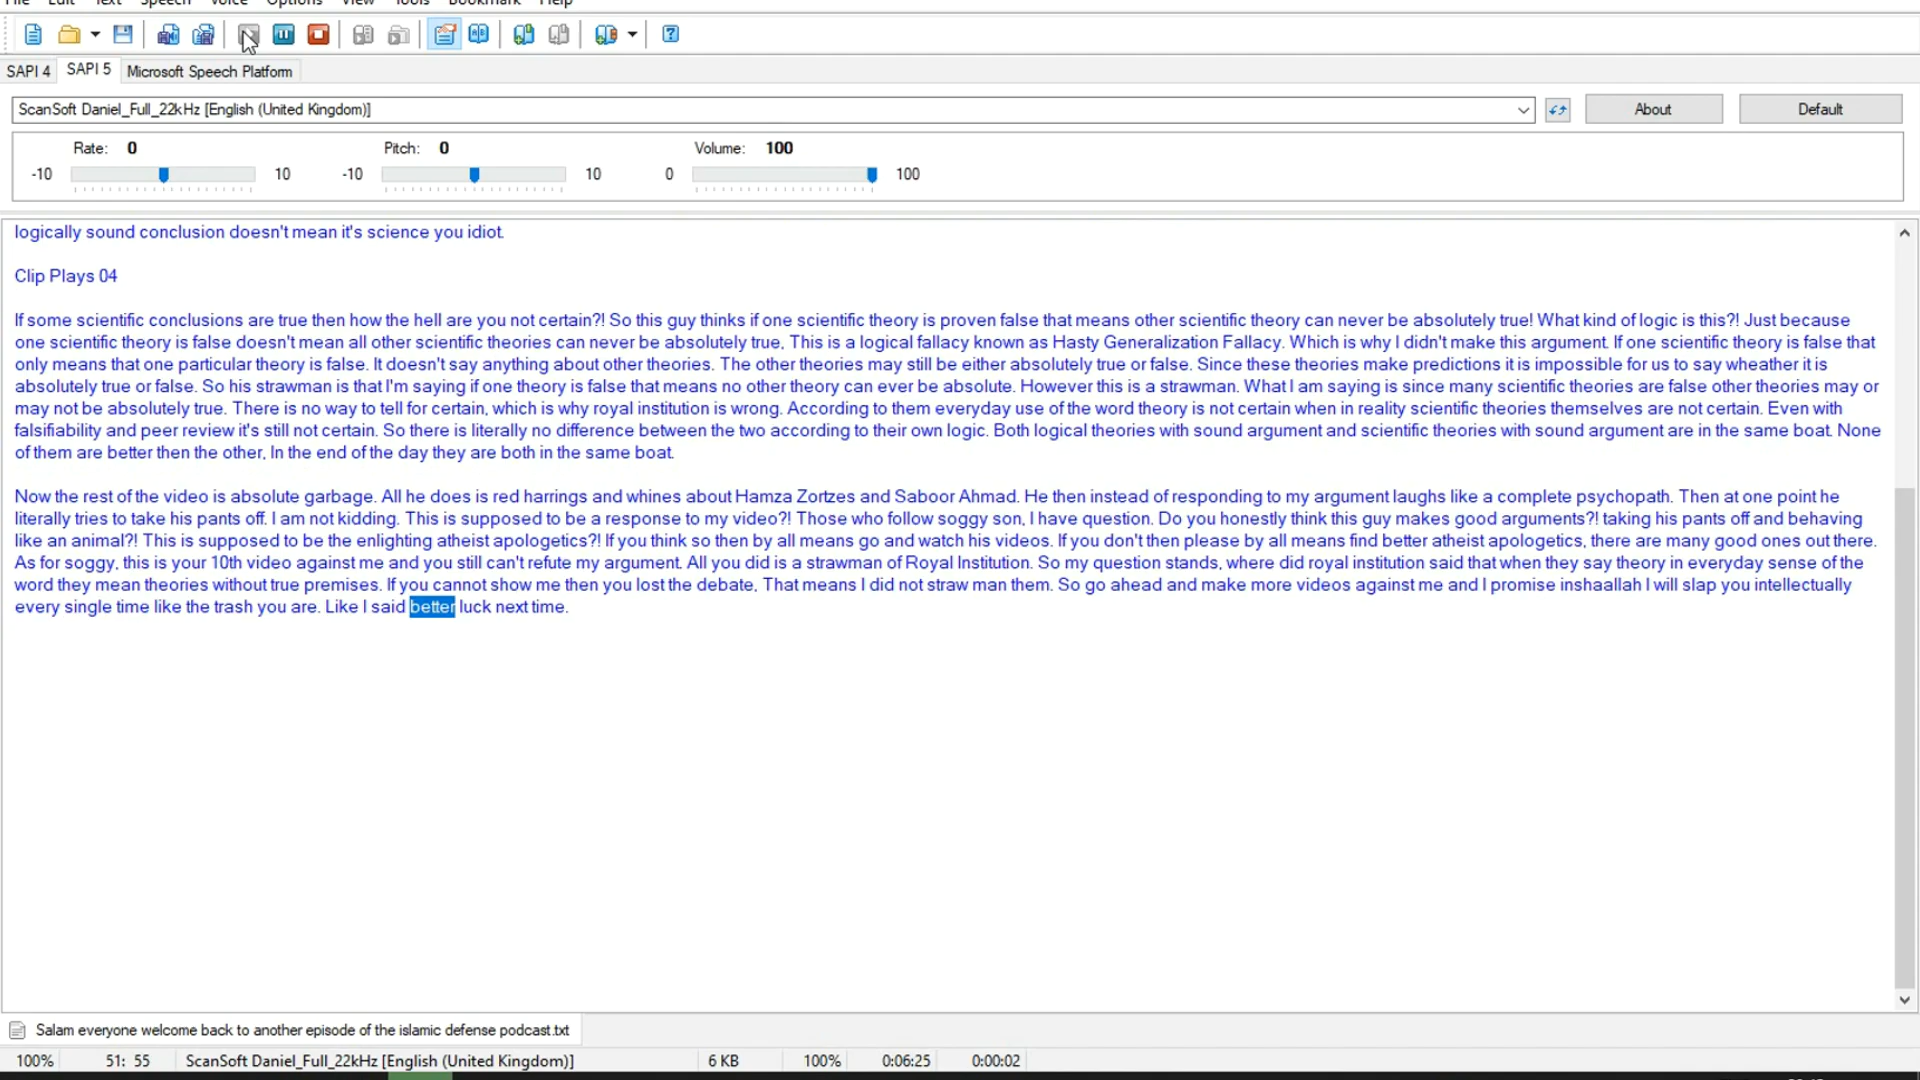 File Edit Text Speech Voice Options View Tools Bookmark Help
SAPI 4 SAPI 5 Microsoft Speech Platform
ScanSoft Daniel_Full_22kHz [English (United Kingdom)] About Default
Rate: 0 Pitch: 0 Volume: 100
-10 10 -10 10 0 100
logically sound conclusion doesn't mean it's science you idiot.
Clip Plays 04
If some scientific conclusions are true then how the hell are you not certain?! So this guy thinks if one scientific theory is proven false that means other scientific theory can never be absolutely true! What kind of logic is this?! Just because
one scientific theory is false doesn't mean all other scientific theories can never be absolutely true, This is a logical fallacy known as Hasty Generalization Fallacy. Which is why I didn't make this argument. If one scientific theory is false that
only means that one particular theory is false. It doesn't say anything about other theories. The other theories may still be either absolutely true or false. Since these theories make predictions it is impossible for us to say wheather it is
absolutely true or false. So his strawman is that I'm saying if one theory is false that means no other theory can ever be absolute. However this is a strawman. What I am saying is since many scientific theories are false other theories may or
may not be absolutely true. There is no way to tell for certain, which is why royal institution is wrong. According to them everyday use of the word theory is not certain when in reality scientific theories themselves are not certain. Even with
falsifiability and peer review it's still not certain. So there is literally no difference between the two according to their own logic. Both logical theories with sound argument and scientific theories with sound argument are in the same boat. None
of them are better then the other, In the end of the day they are both in the same boat.
Now the rest of the video is absolute garbage. All he does is red harrings and whines about Hamza Zortzes and Saboor Ahmad. He then instead of responding to my argument laughs like a complete psychopath. Then at one point he
literally tries to take his pants off. I am not kidding. This is supposed to be a response to my video?! Those who follow soggy son, I have question. Do you honestly think this guy makes good arguments?! taking his pants off and behaving
like an animal?! This is supposed to be the enlighting atheist apologetics?! If you think so then by all means go and watch his videos. If you don't then please by all means find better atheist apologetics, there are many good ones out there.
As for soggy, this is your 10th video against me and you still can't refute my argument. All you did is a strawman of Royal Institution. So my question stands, where did royal institution said that when they say theory in everyday sense of the
word they mean theories without true premises. If you cannot show me then you lost the debate, That means I did not straw man them. So go ahead and make more videos against me and I promise inshaallah I will slap you intellectually
every single time like the trash you are. Like I said better luck next time.
Salam everyone welcome back to another episode of the islamic defense podcast.txt
100% 51: 55 ScanSoft Daniel_Full_22kHz [English (United Kingdom)] 6 KB 100% 0:06:25 0:00:02